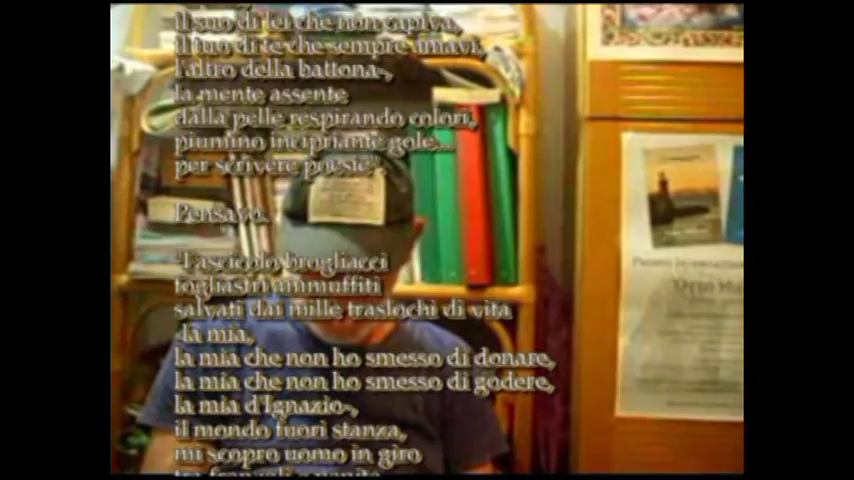 Il suo di lei che non capiva,
il tuo di te che sempre amavi,
l'altro della battona-,
la mente assente
dalla pelle respirando colori,
piumino incipriante gole...
per scrivere poesie".
Pensavo.
"Fascicolo brogliacci
fogliastri ammuffiti
salvati dai mille traslochi di vita
-la mia,
la mia che non ho smesso di donare,
la mia che non ho smesso di godere,
la mia d'Ignazio-,
il mondo fuori stanza,
mi scopro uomo in giro